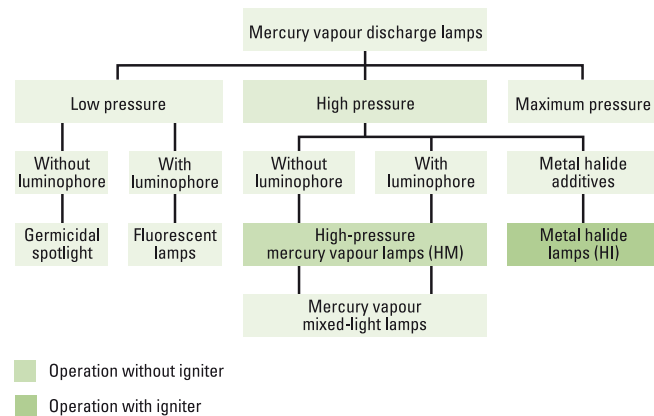 Mercury vapour discharge lamps
Low pressure
High pressure
Maximum pressure
Without
luminophore
With
luminophore
Without
luminophore
With
luminophore
Metal halide
additives
Germicidal
spotlight
Fluorescent
lamps
High-pressure
mercury vapour lamps (HM)
Metal halide
lamps (HI)
Mercury vapour
mixed-light lamps
Operation without igniter
Operation with igniter